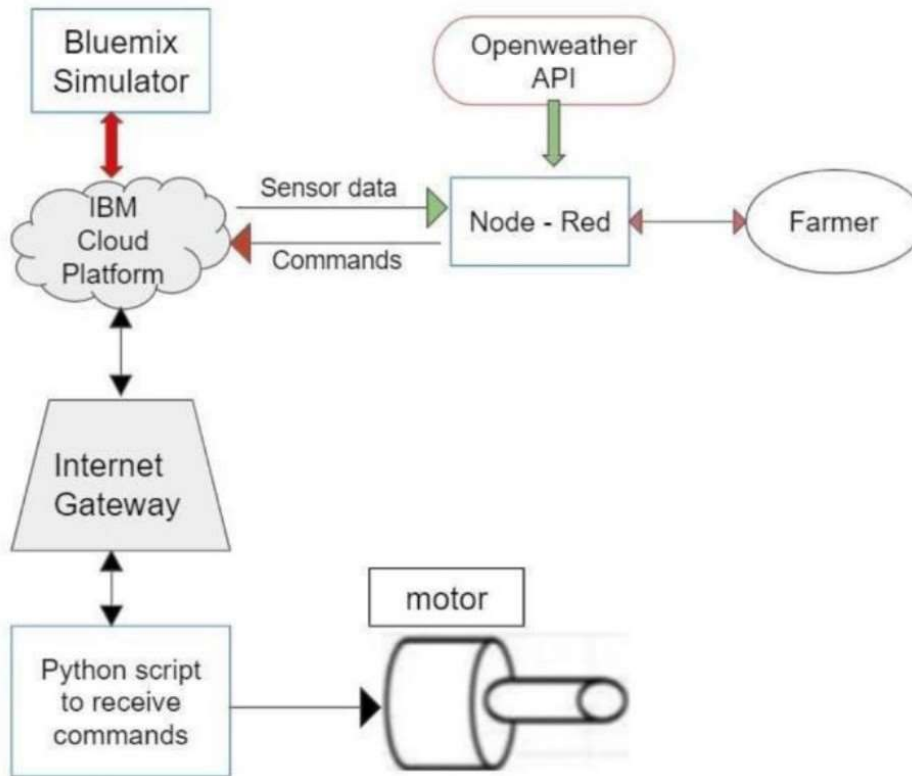 Bluemix
Simulator
Openweather
API
IBM
Cloud
Platform
Sensor data
Commands
Node - Red
Farmer
Internet
Gateway
motor
Python script
to receive
commands